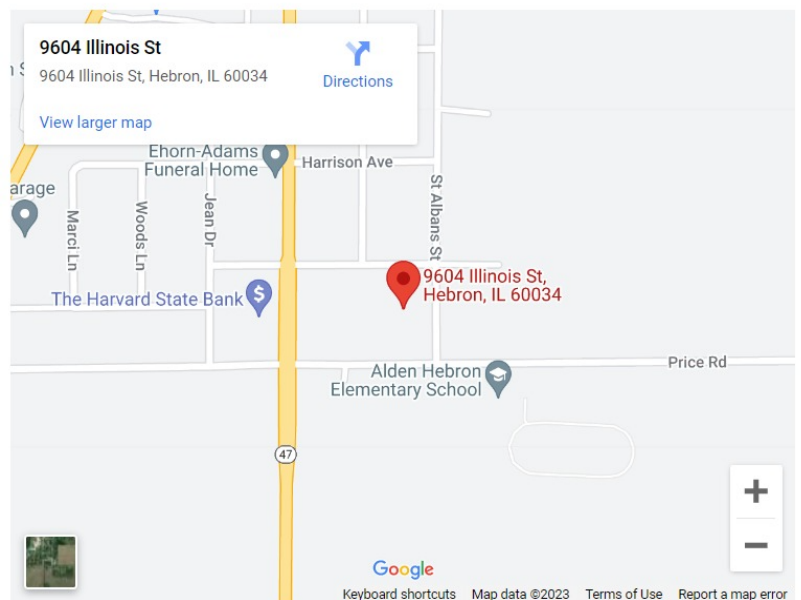 9604 Illinois St
9604 Illinois St, Hebron, IL 60034
Directions
View larger map
Ehorn-Adams
Funeral Home
Harrison Ave
arage
Marci Ln
Woods Ln
Jean Dr
St Albans St
9604 Illinois St,
Hebron, IL 60034
The Harvard State Bank
$
Alden Hebron
Elementary School
Price Rd
47
+
−
Google
Keyboard shortcuts
Map data ©2023
Terms of Use
Report a map error